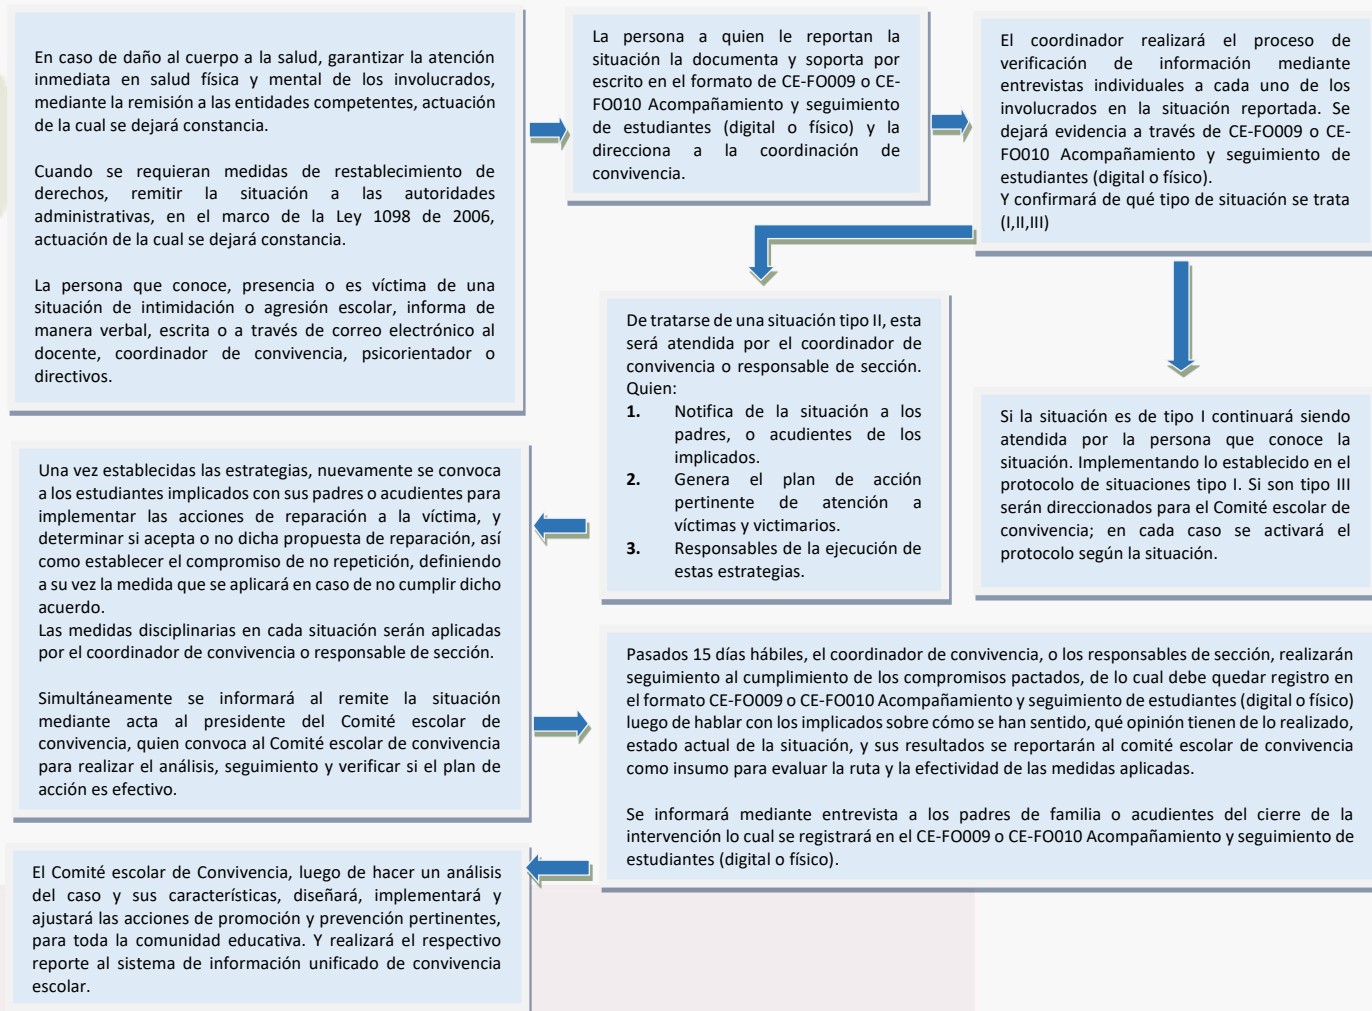 En caso de daño al cuerpo a la salud, garantizar la atención
inmediata en salud física y mental de los involucrados,
mediante la remisión a las entidades competentes, actuación
de la cual se dejará constancia.
Cuando se requieran medidas de restablecimiento de
derechos, remitir la situación a las autoridades
administrativas, en el marco de la Ley 1098 de 2006,
actuación de la cual se dejará constancia.
La persona que conoce, presencia o es víctima de una
situación de intimidación o agresión escolar, informa de
manera verbal, escrita o a través de correo electrónico al
docente, coordinador de convivencia, psicorientador o
directivos.
La persona a quien le reportan la
situación la documenta y soporta por
escrito en el formato de CE-FO009 o CE-
FO010 Acompañamiento y seguimiento
de estudiantes (digital o físico) y la
direcciona a la coordinación de
convivencia.
El coordinador realizará el proceso de
verificación de información mediante
entrevistas individuales a cada uno de los
involucrados en la situación reportada. Se
dejará evidencia a través de CE-FO009 o CE-
FO010 Acompañamiento y seguimiento de
estudiantes (digital o físico).
Y confirmará de qué tipo de situación se trata
(I,II,III)
De tratarse de una situación tipo II, esta
será atendida por el coordinador de
convivencia o responsable de sección.
Quien:
1. Notifica de la situación a los
padres, o acudientes de los
implicados.
2. Genera el plan de acción
pertinente de atención a
víctimas y victimarios.
3. Responsables de la ejecución de
estas estrategias.
Si la situación es de tipo I continuará siendo
atendida por la persona que conoce la
situación. Implementando lo establecido en el
protocolo de situaciones tipo I. Si son tipo III
serán direccionados para el Comité escolar de
convivencia; en cada caso se activará el
protocolo según la situación.
Una vez establecidas las estrategias, nuevamente se convoca
a los estudiantes implicados con sus padres o acudientes para
implementar las acciones de reparación a la víctima, y
determinar si acepta o no dicha propuesta de reparación, así
como establecer el compromiso de no repetición, definiendo
a su vez la medida que se aplicará en caso de no cumplir dicho
acuerdo.
Las medidas disciplinarias en cada situación serán aplicadas
por el coordinador de convivencia o responsable de sección.
Simultáneamente se informará al remite la situación
mediante acta al presidente del Comité escolar de
convivencia, quien convoca al Comité escolar de convivencia
para realizar el análisis, seguimiento y verificar si el plan de
acción es efectivo.
Pasados 15 días hábiles, el coordinador de convivencia, o los responsables de sección, realizarán
seguimiento al cumplimiento de los compromisos pactados, de lo cual debe quedar registro en
el formato CE-FO009 o CE-FO010 Acompañamiento y seguimiento de estudiantes (digital o físico)
luego de hablar con los implicados sobre cómo se han sentido, qué opinión tienen de lo realizado,
estado actual de la situación, y sus resultados se reportarán al comité escolar de convivencia
como insumo para evaluar la ruta y la efectividad de las medidas aplicadas.
Se informará mediante entrevista a los padres de familia o acudientes del cierre de la
intervención lo cual se registrará en el CE-FO009 o CE-FO010 Acompañamiento y seguimiento de
estudiantes (digital o físico).
El Comité escolar de Convivencia, luego de hacer un análisis
del caso y sus características, diseñará, implementará y
ajustará las acciones de promoción y prevención pertinentes,
para toda la comunidad educativa. Y realizará el respectivo
reporte al sistema de información unificado de convivencia
escolar.